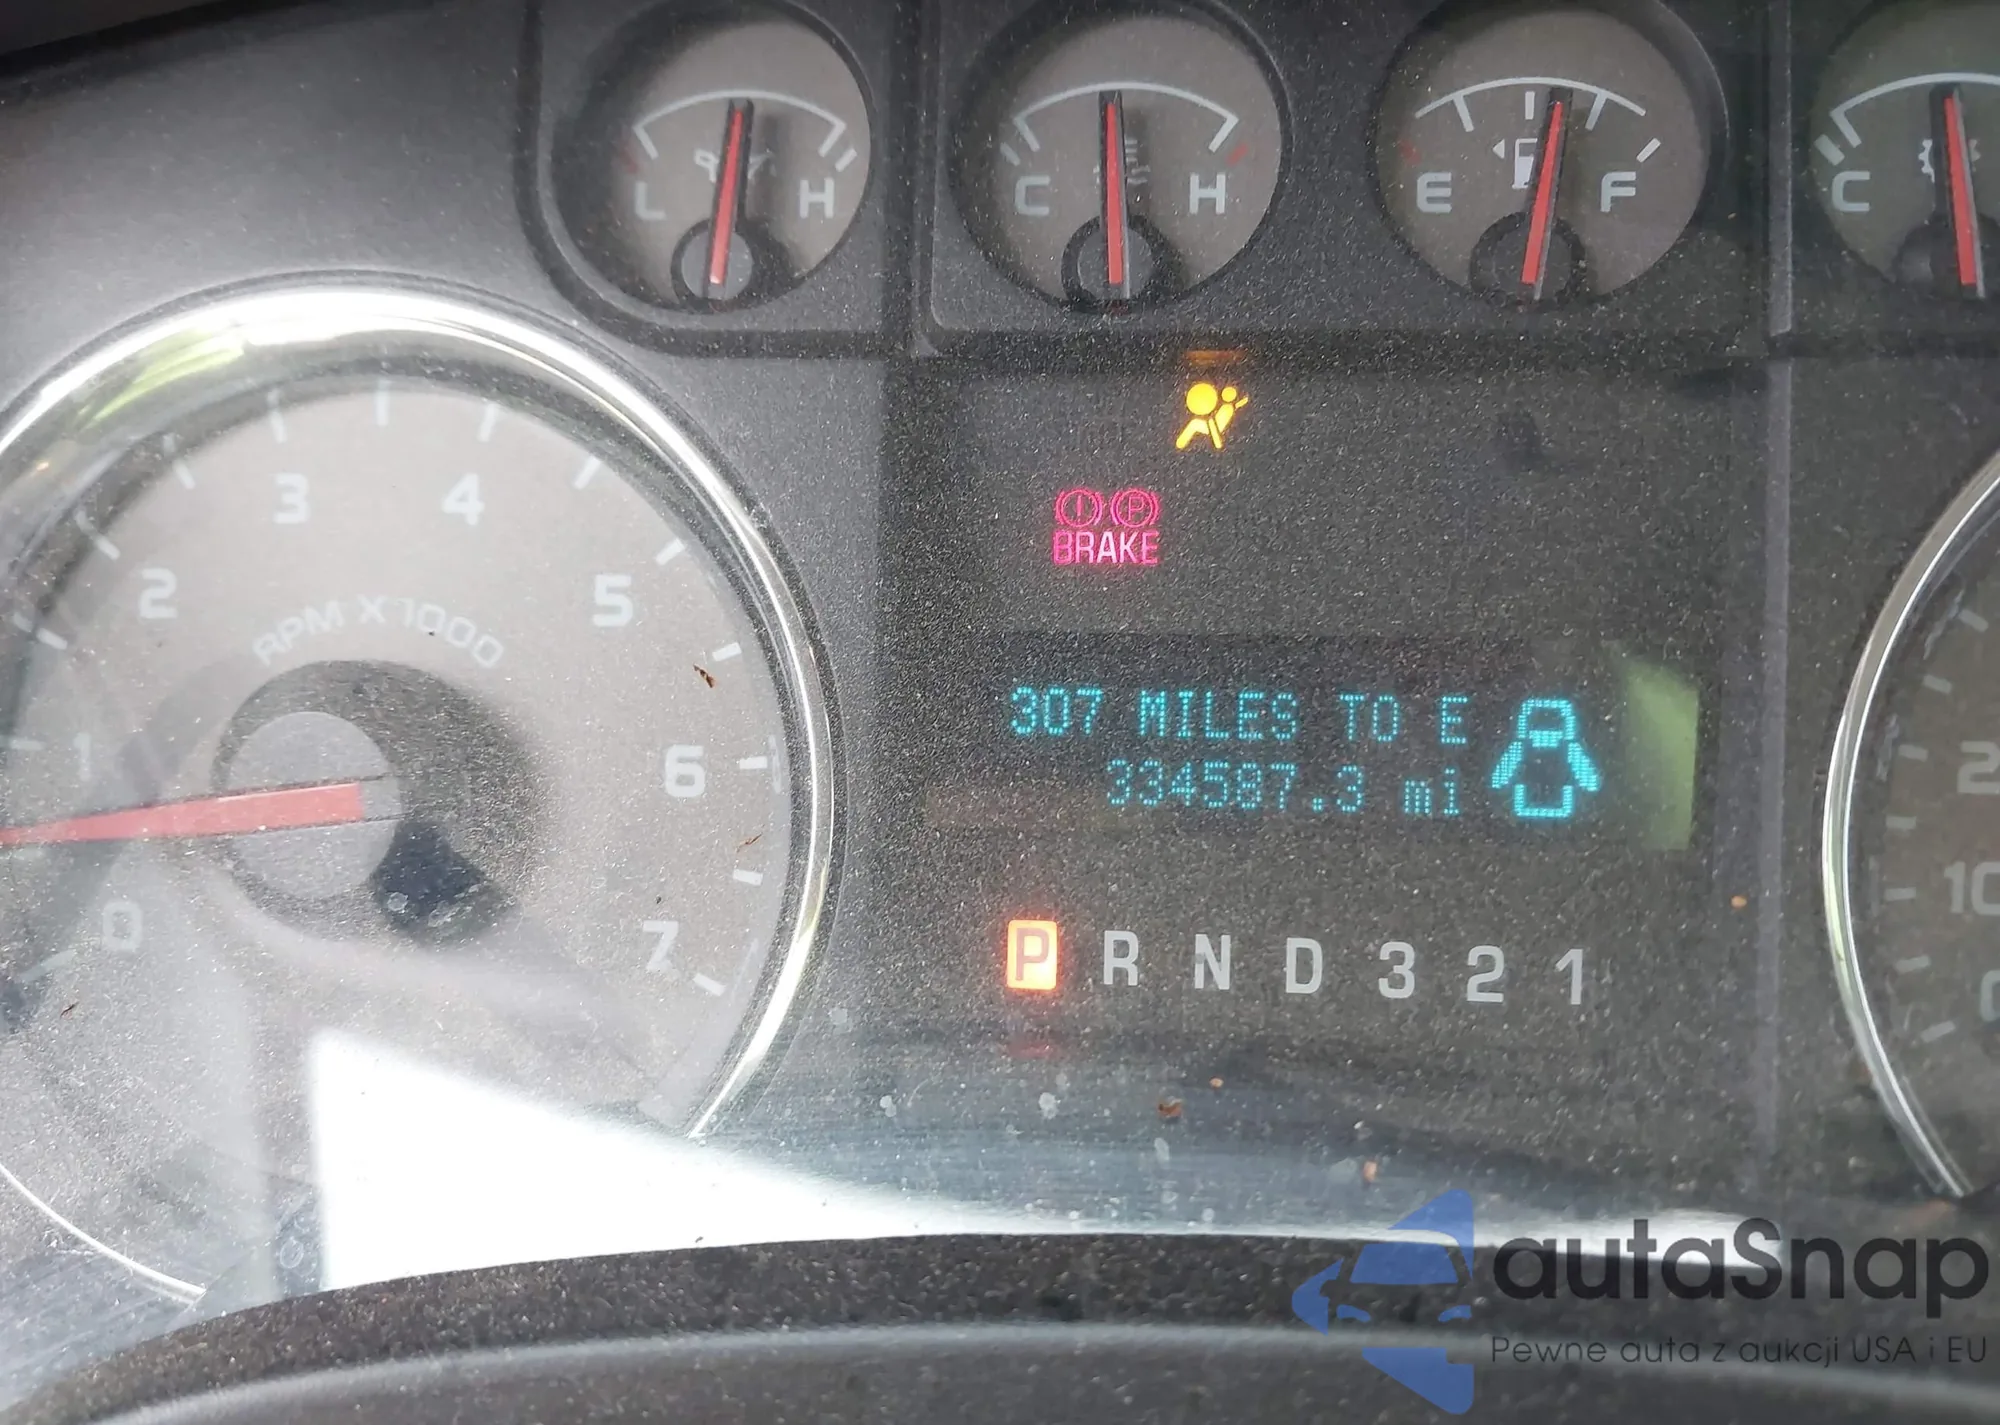 L H
C H
E F
C
3 4
2 5
RPM X 1000
1 6
0 7
BRAKE
307 MILES TO E
334587.3 mi
P R N D 3 2 1
autaSnap
Pewne auta z aukcji USA i EU